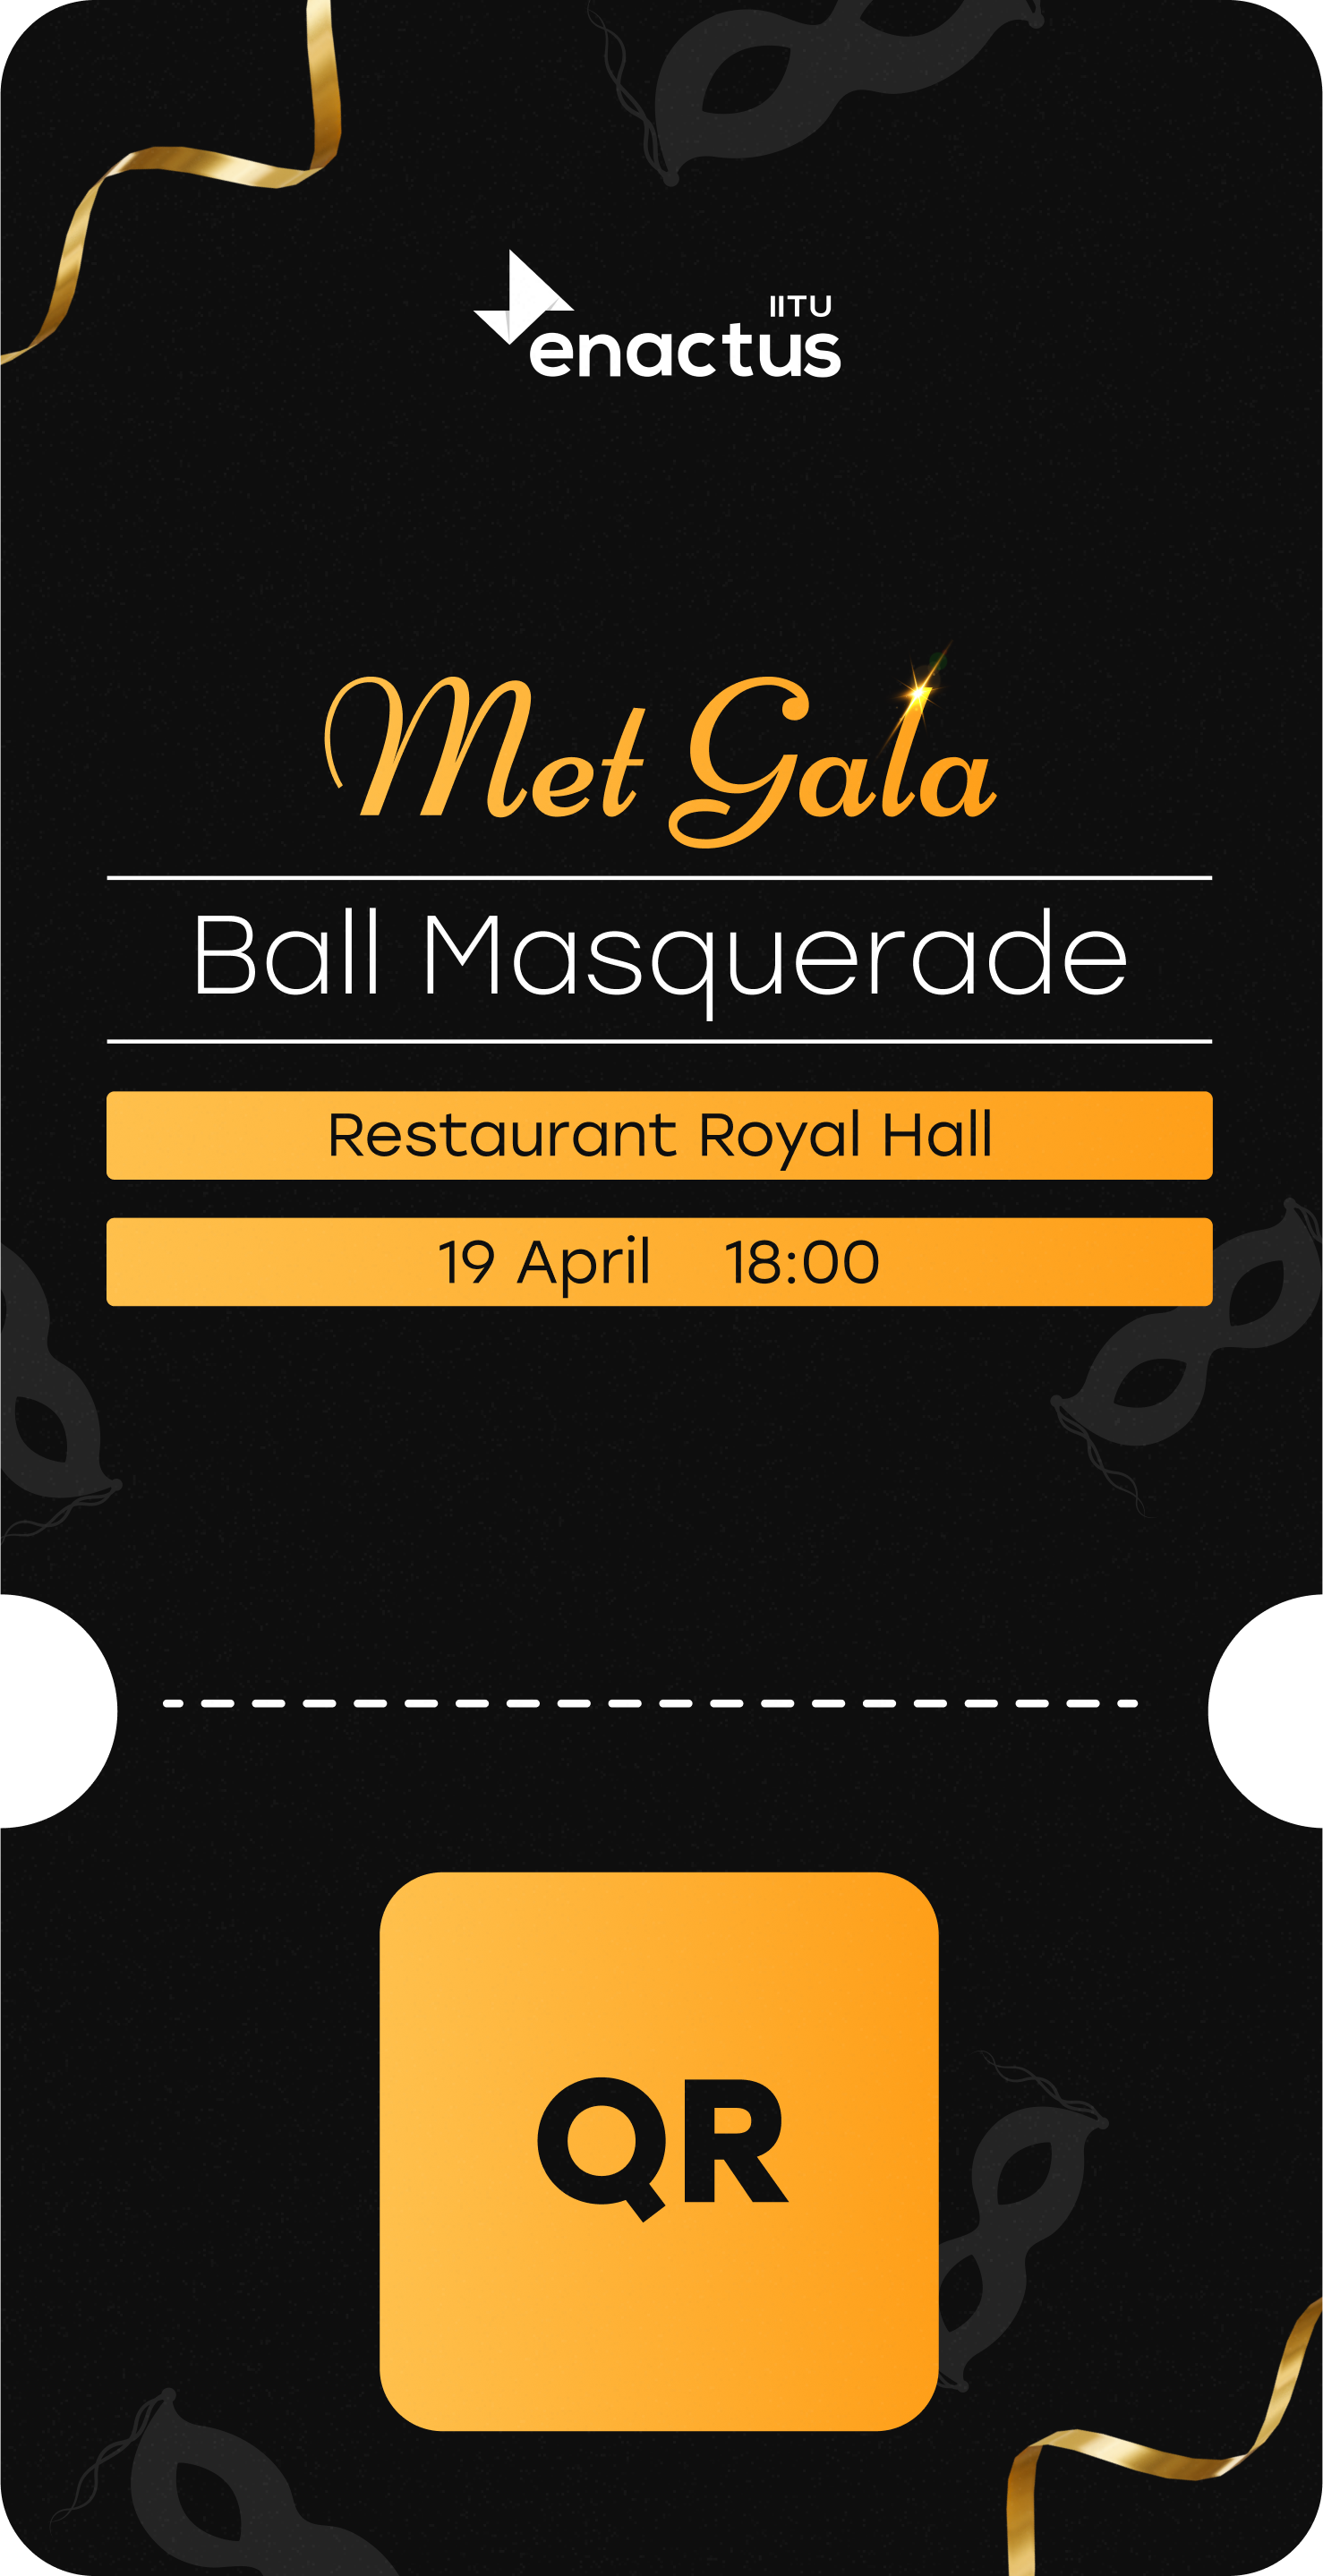 IITU
enactus
Met Gala
Ball Masquerade
Restaurant Royal Hall
19 April 18:00
QR